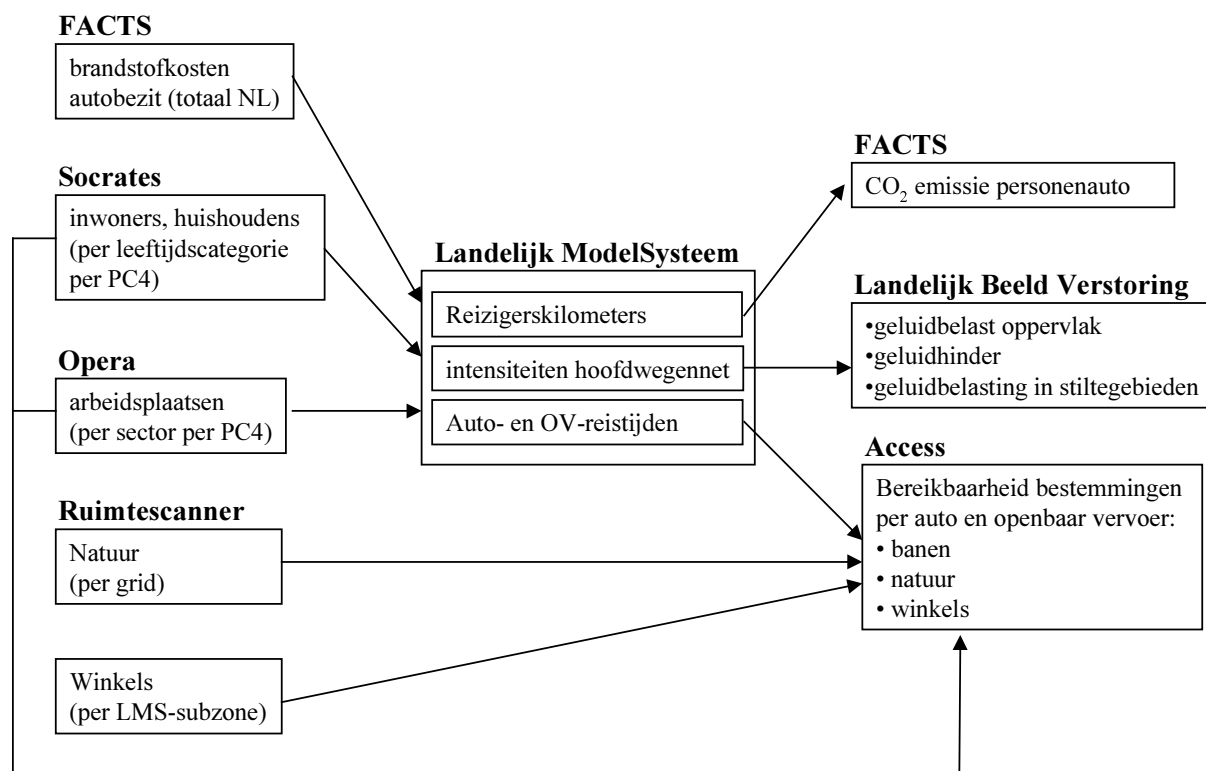 FACTS
brandstofkosten
autobezit (totaal NL)
Socrates
inwoners, huishoudens
(per leeftijdscategorie
per PC4)
Opera
arbeidsplaatsen
(per sector per PC4)
Ruimtescanner
Natuur
(per grid)
Winkels
(per LMS-subzone)
Landelijk ModelSysteem
Reizigerskilometers
intensiteiten hoofdwegennet
Auto- en OV-reistijden
FACTS
CO₂ emissie personenauto
Landelijk Beeld Verstoring
•geluidbelast oppervlak
•geluidhinder
•geluidbelasting in stiltegebieden
Access
Bereikbaarheid bestemmingen
per auto en openbaar vervoer:
• banen
• natuur
• winkels